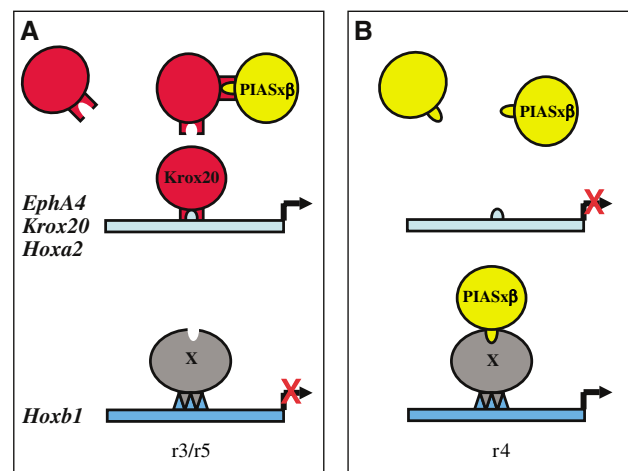 A
PIASxβ
Krox20
EphA4
Krox20
Hoxa2
X
X
Hoxb1
r3/r5
B
PIASxβ
X
PIASxβ
X
r4